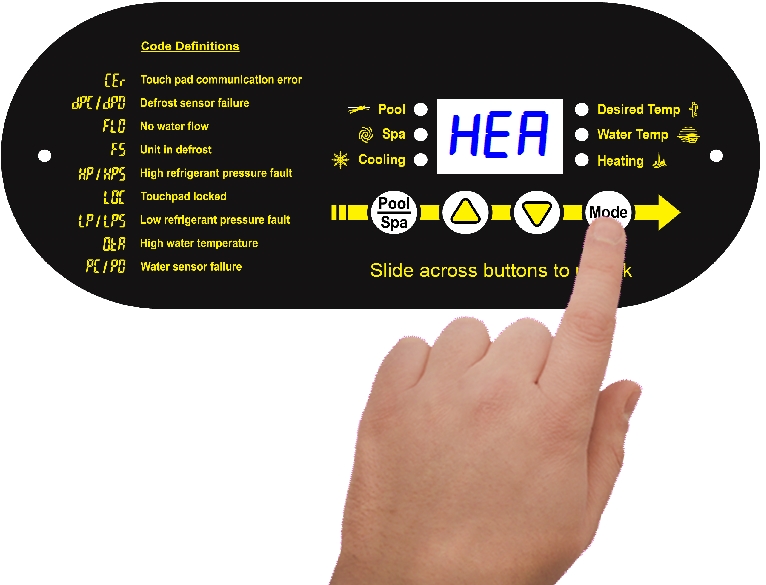 Code Definitions
CEr Touch pad communication error
dPC / dPO Defrost sensor failure
FLO No water flow
FS Unit in defrost
HP / HPS High refrigerant pressure fault
LOC Touchpad locked
LP / LPS Low refrigerant pressure fault
OtA High water temperature
PC / PO Water sensor failure
Pool
Spa
Cooling
HEA
Desired Temp
Water Temp
Heating
Pool
Spa
Mode
Slide across buttons to